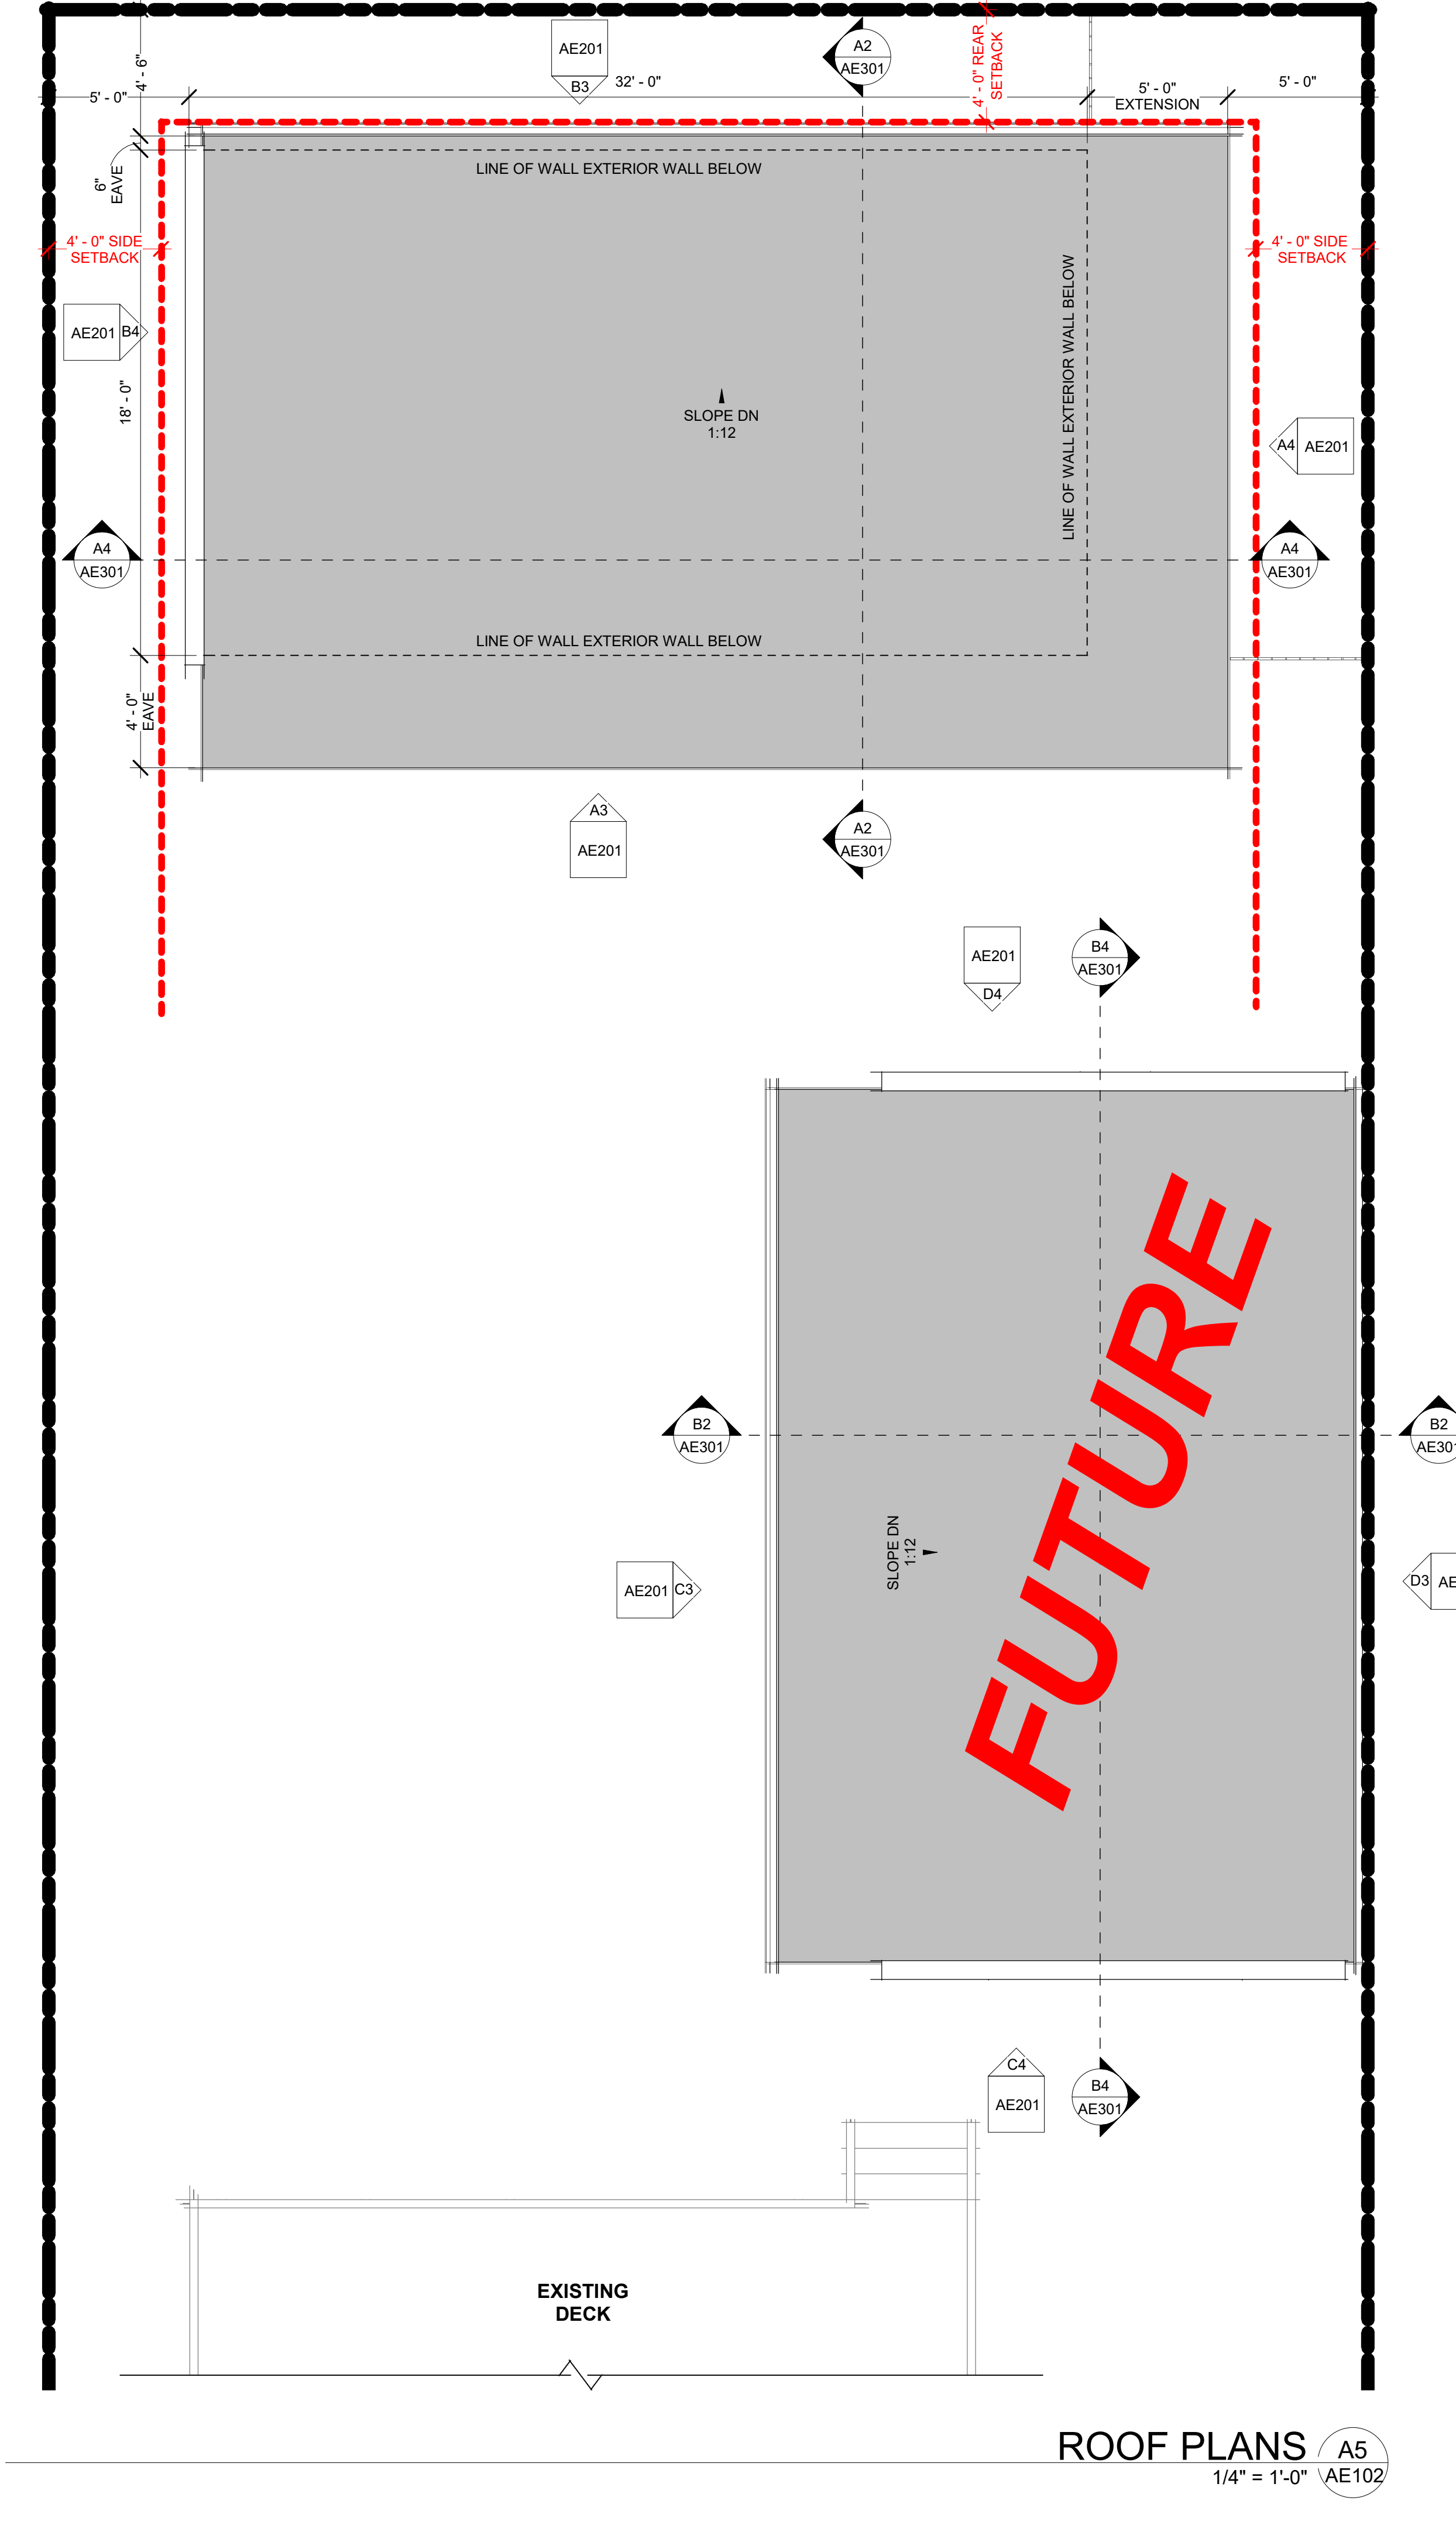 AE201
B3
A2
AE301
4' - 0" REAR
SETBACK
4' - 6"
5' - 0"
32' - 0"
5' - 0"
EXTENSION
5' - 0"
6"
EAVE
LINE OF WALL EXTERIOR WALL BELOW
4' - 0" SIDE
SETBACK
4' - 0" SIDE
SETBACK
LINE OF WALL EXTERIOR WALL BELOW
AE201
B4
18' - 0"
SLOPE DN
1:12
A4
AE201
A4
AE301
A4
AE301
LINE OF WALL EXTERIOR WALL BELOW
4' - 0"
EAVE
A3
AE201
A2
AE301
AE201
D4
B4
AE301
FUTURE
B2
AE301
B2
AE301
SLOPE DN
1:12
AE201
C3
D3
AE
C4
AE201
B4
AE301
EXISTING
DECK
ROOF PLANS
1/4" = 1'-0"
A5
AE102